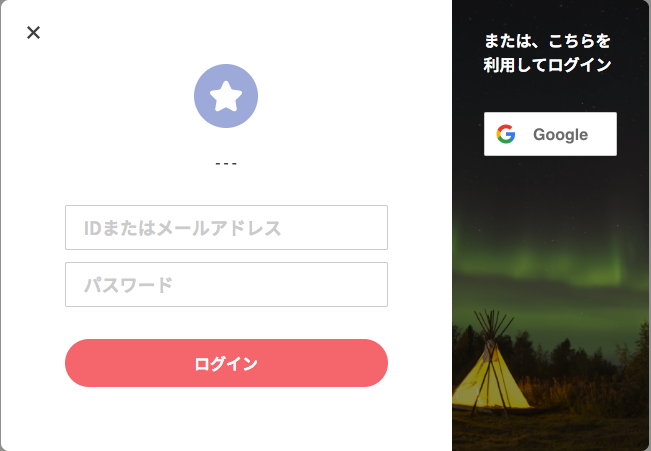 ---
IDまたはメールアドレス
パスワード
ログイン
または、こちらを
利用してログイン
Google